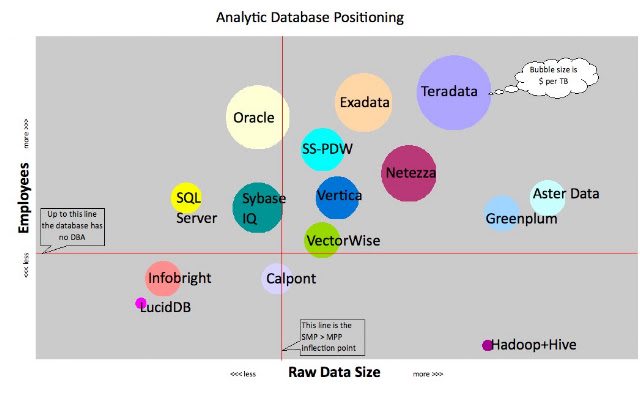 Analytic Database Positioning
Bubble size is
$ per TB
Teradata
Exadata
Oracle
SS-PDW
Netezza
SQL
Server
Sybase
IQ
Vertica
Aster Data
Greenplum
VectorWise
Employees
more >>>
<<< less
Up to this line
the database has
no DBA
Infobright
Calpont
LucidDB
This line is the
SMP > MPP
inflection point
Hadoop+Hive
<<< less
Raw Data Size
more >>>